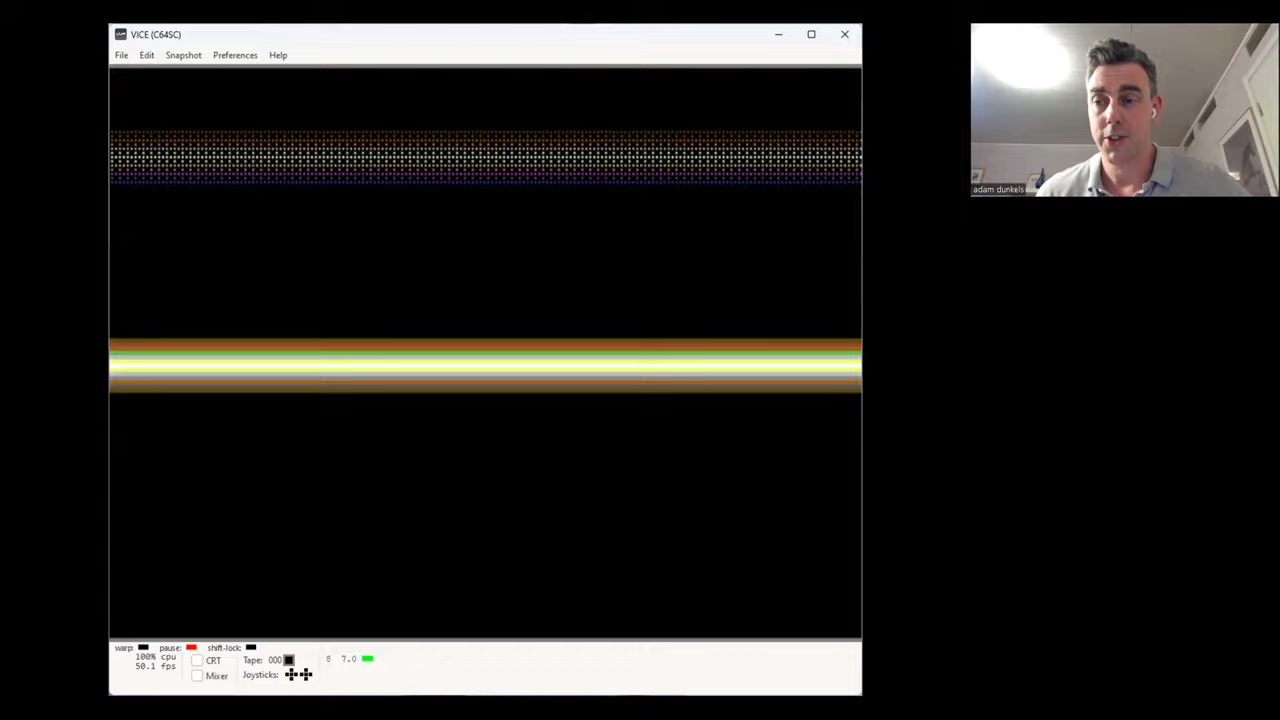 VICE (C64SC)
File Edit Snapshot Preferences Help
adam dunkels
warp: pause: shift-lock:
100% cpu
50.1 fps
CRT
Mixer
Tape: 000
Joysticks:
8 7.0